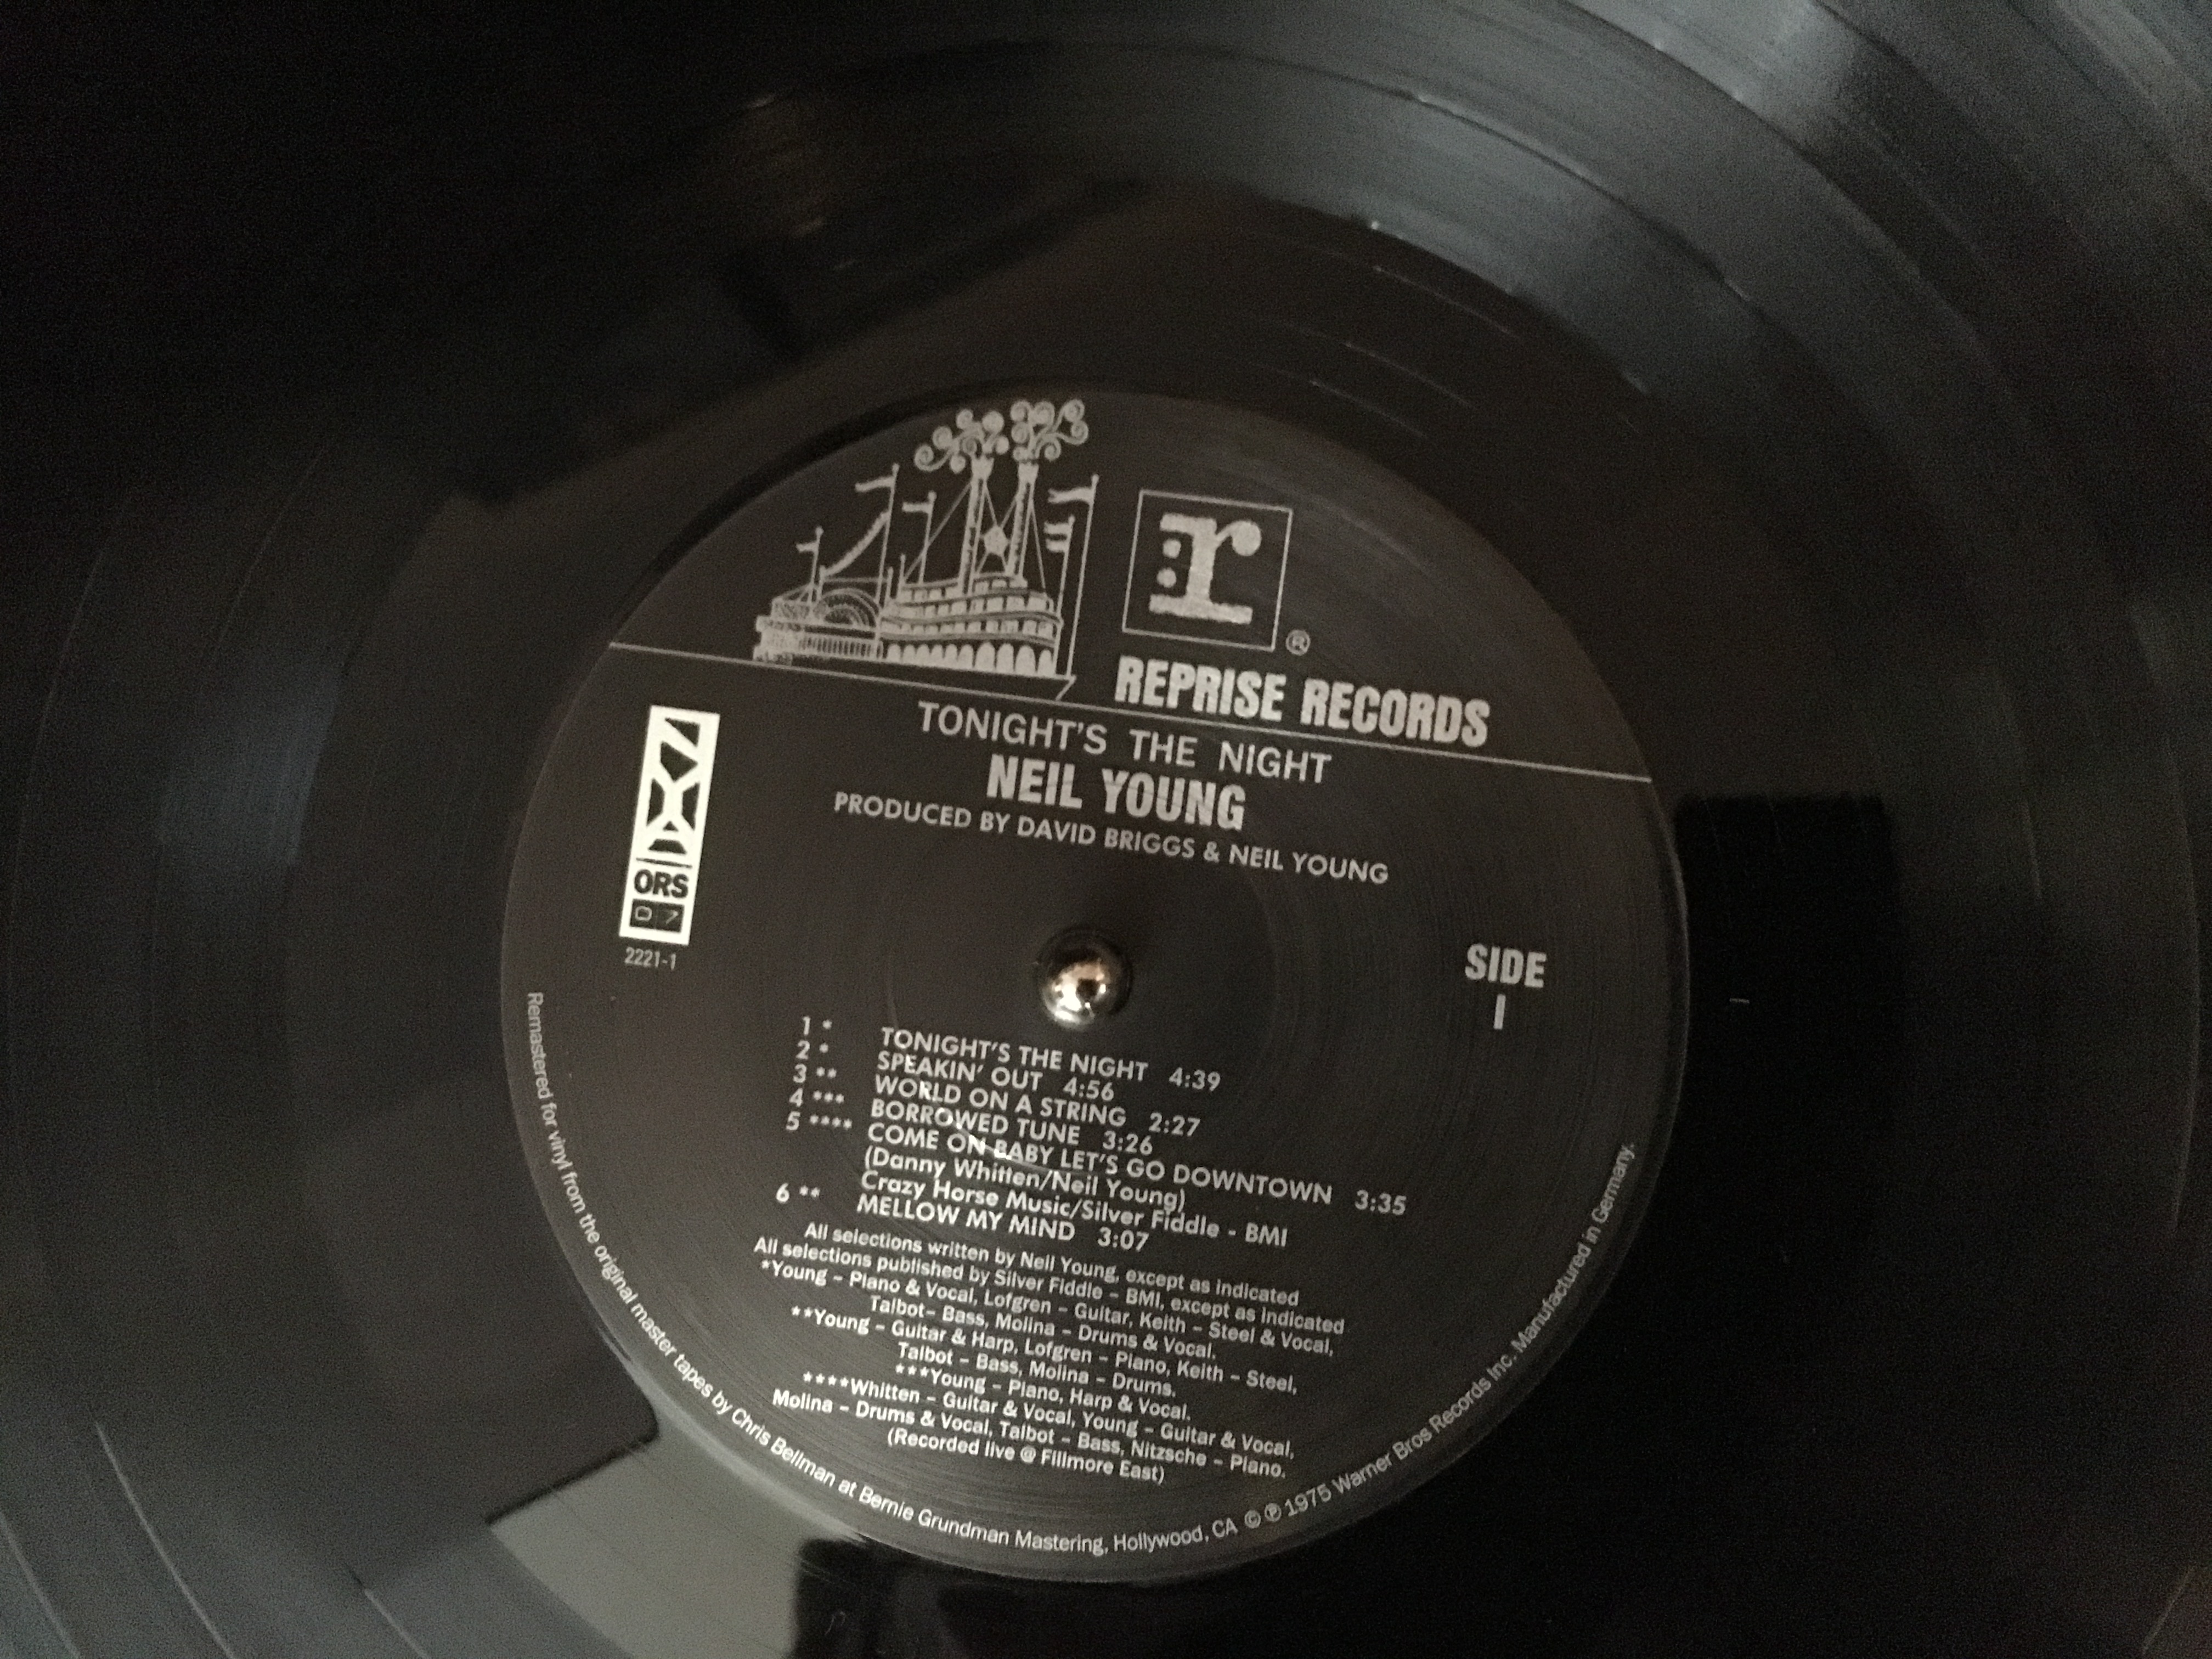 r
®
REPRISE RECORDS
TONIGHT'S THE NIGHT
NEIL YOUNG
PRODUCED BY DAVID BRIGGS & NEIL YOUNG
NYA
ORS
07
2221-1
SIDE
1
1 * TONIGHT'S THE NIGHT 4:39
2 * SPEAKIN' OUT 4:56
3 ** WORLD ON A STRING 2:27
4 *** BORROWED TUNE 3:26
5 **** COME ON BABY LET'S GO DOWNTOWN 3:35
(Danny Whitten/Neil Young)
Crazy Horse Music/Silver Fiddle - BMI
6 ** MELLOW MY MIND 3:07
All selections written by Neil Young, except as indicated
All selections published by Silver Fiddle - BMI, except as indicated
*Young - Piano & Vocal, Lofgren - Guitar, Keith - Steel & Vocal,
Talbot- Bass, Molina - Drums & Vocal.
**Young - Guitar & Harp, Lofgren - Piano, Keith - Steel,
Talbot - Bass, Molina - Drums.
***Young - Piano, Harp & Vocal.
****Whitten - Guitar & Vocal, Young - Guitar & Vocal,
Molina - Drums & Vocal, Talbot - Bass, Nitzsche - Piano.
(Recorded live @ Fillmore East)
Remastered for vinyl from the original master tapes by Chris Bellman at Bernie Grundman Mastering, Hollywood, CA © ℗ 1975 Warner Bros Records Inc. Manufactured in Germany.